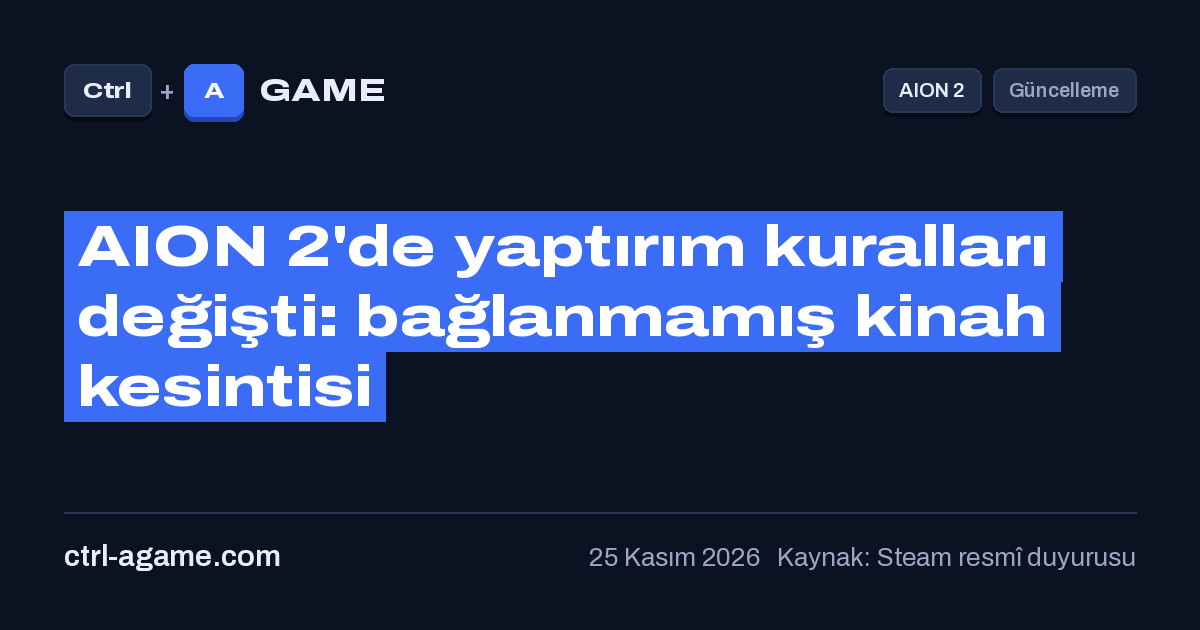 Ctrl + A GAME
AION 2 Güncelleme
AION 2'de yaptırım kuralları
değişti: bağlanmamış kinah
kesintisi
ctrl-agame.com
25 Kasım 2026 Kaynak: Steam resmî duyurusu